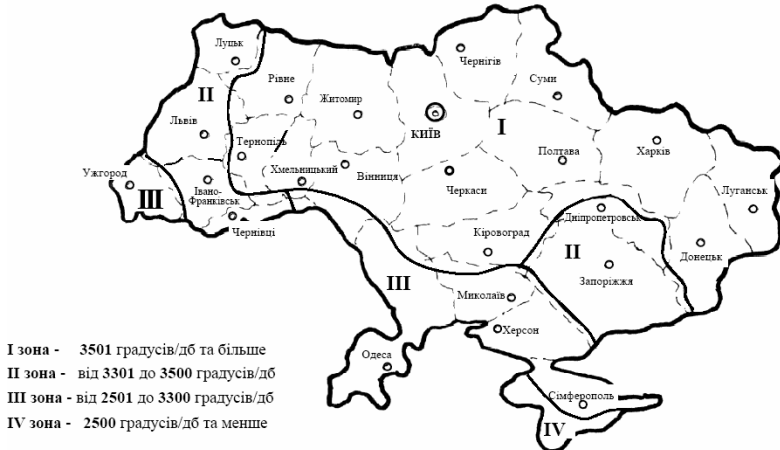 Луцьк
Чернігів
Рівне
Суми
II
Житомир
Львів
КИЇВ
I
Тернопіль
Полтава
Харків
Ужгород
Хмельницький
Вінниця
Черкаси
Луганськ
III
Івано-
Франківськ
Дніпропетровськ
Чернівці
Кіровоград
II
Донецьк
Запоріжжя
III
Миколаїв
Херсон
Одеса
I зона - 3501 градусів/дб та більше
II зона - від 3301 до 3500 градусів/дб
III зона - від 2501 до 3300 градусів/дб
IV зона - 2500 градусів/дб та менше
Сімферополь
IV